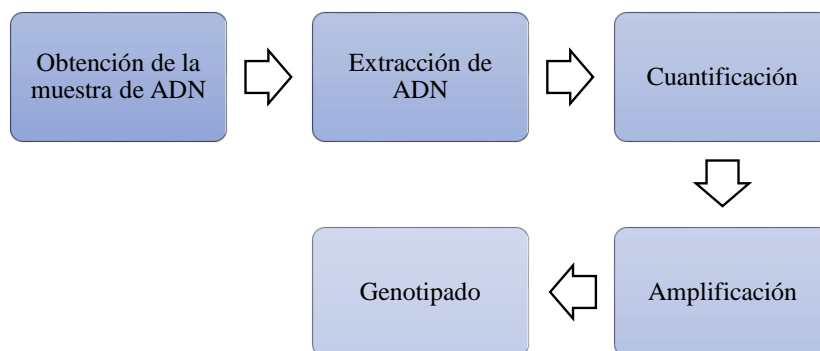 Obtención de la
muestra de ADN
Extracción de
ADN
Cuantificación
Amplificación
Genotipado